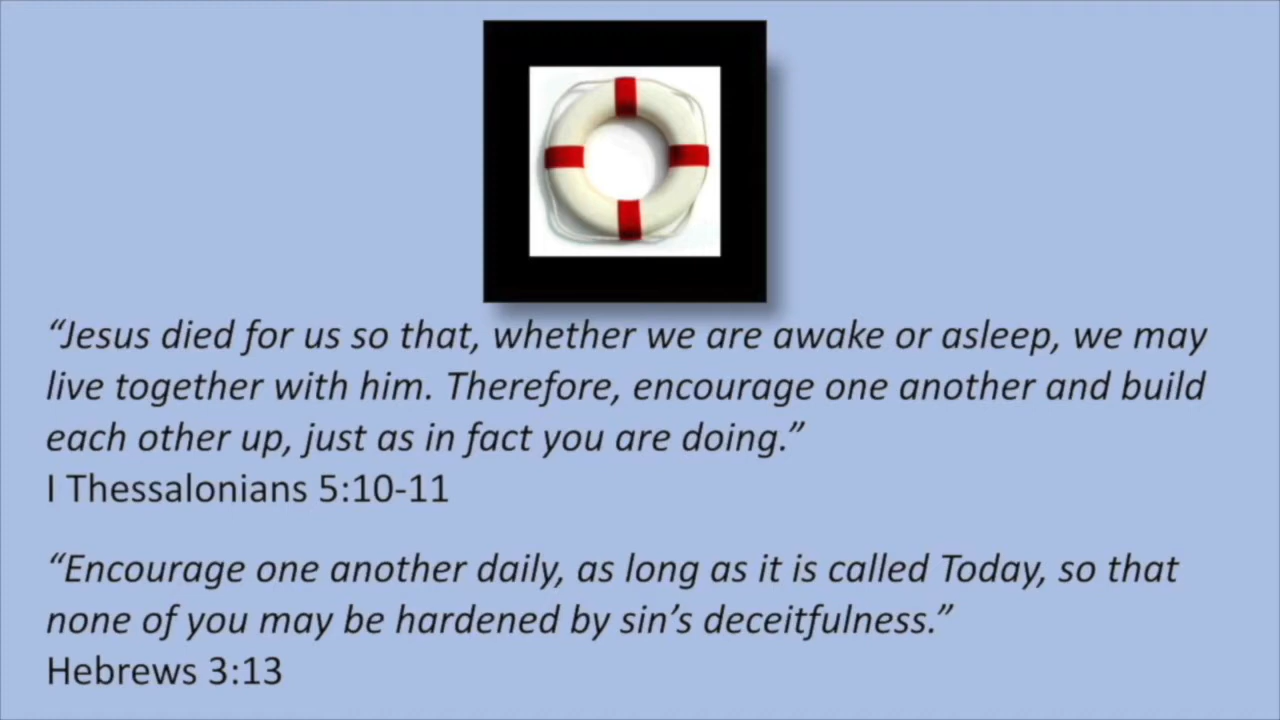 “Jesus died for us so that, whether we are awake or asleep, we may
live together with him. Therefore, encourage one another and build
each other up, just as in fact you are doing.”
I Thessalonians 5:10-11
“Encourage one another daily, as long as it is called Today, so that
none of you may be hardened by sin’s deceitfulness.”
Hebrews 3:13